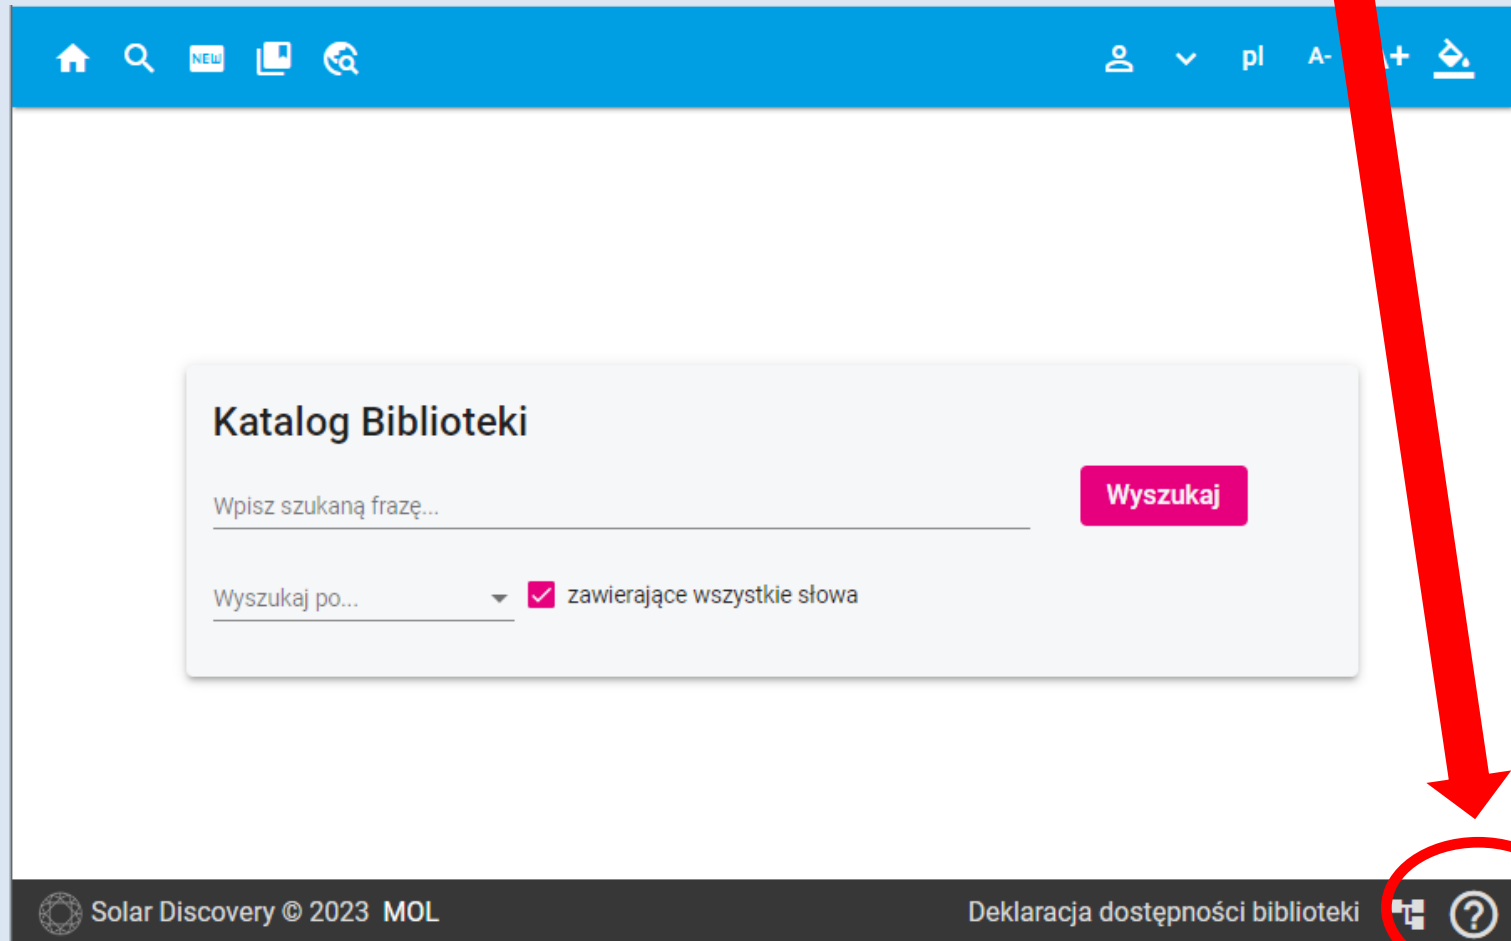 NEW pl A- A+
Katalog Biblioteki
Wpisz szukaną frazę...
Wyszukaj
Wyszukaj po... zawierające wszystkie słowa
Solar Discovery © 2023 MOL Deklaracja dostępności biblioteki ?